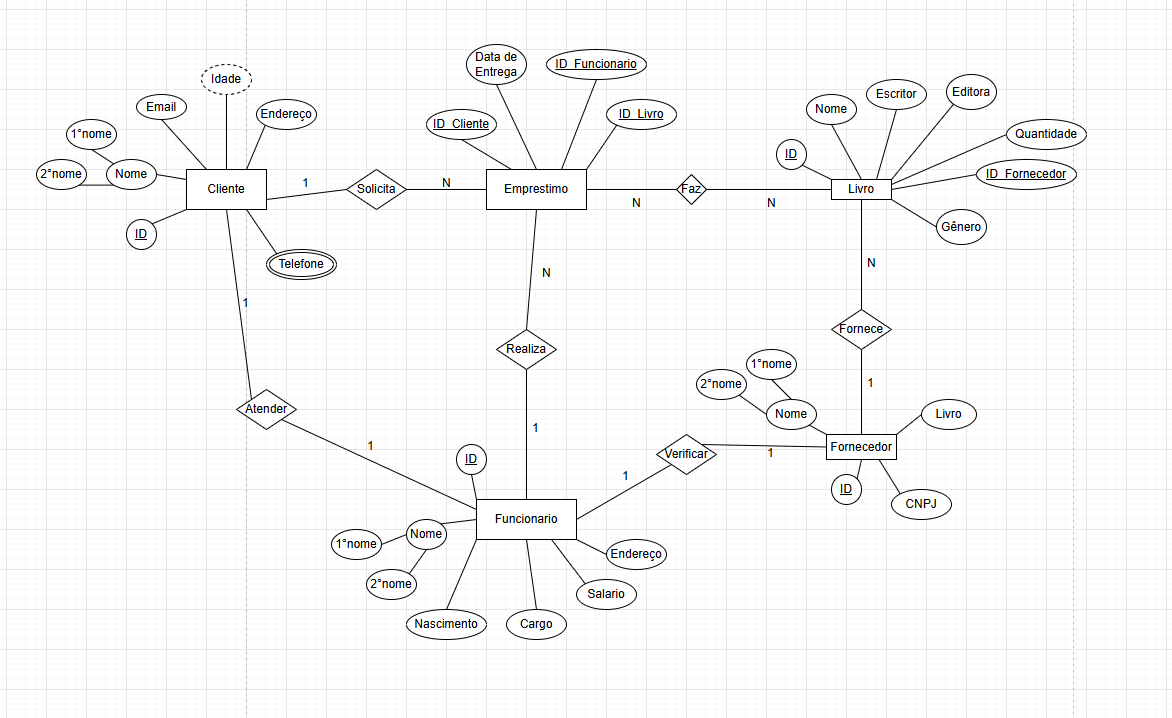 Data de
Entrega
ID_Funcionario
Idade
Escritor
Editora
Email
Endereço
ID_Cliente
ID_Livro
Nome
1°nome
Quantidade
ID
2°nome
Nome
ID_Fornecedor
Cliente
1
Solicita
N
Emprestimo
Faz
Livro
N
N
ID
Gênero
Telefone
N
N
1
Fornece
Realiza
1°nome
2°nome
1
Atender
Nome
Livro
1
1
Fornecedor
Verificar
1
ID
1
ID
CNPJ
Funcionario
Nome
1°nome
Endereço
2°nome
Salario
Nascimento
Cargo